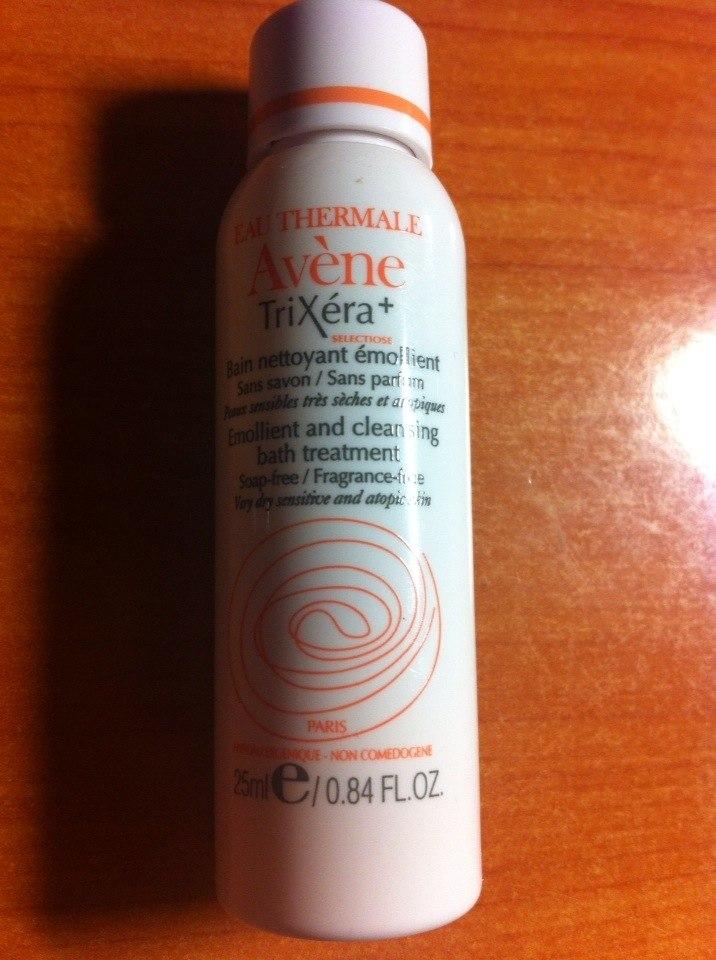 EAU THERMALE
Avène
TriXéra+
SELECTIOSE
Bain nettoyant émollient
Sans savon / Sans parfum
Peaux sensibles très sèches et atopiques
Emollient and cleansing
bath treatment
Soap-free / Fragrance-free
Very dry sensitive and atopic skin
PARIS
HYPOALLERGENIQUE - NON COMEDOGENE
25ml e / 0.84 FL.OZ.